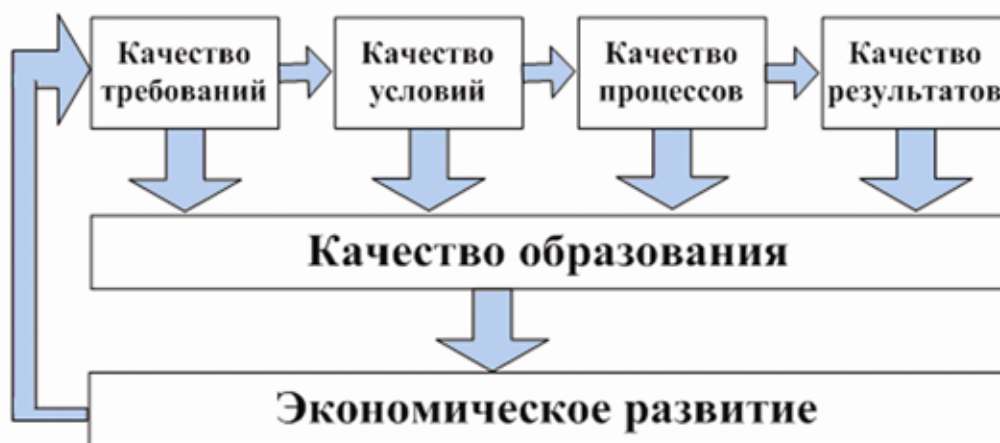 Качество
требований
Качество
условий
Качество
процессов
Качество
результатов
Качество образования
Экономическое развитие